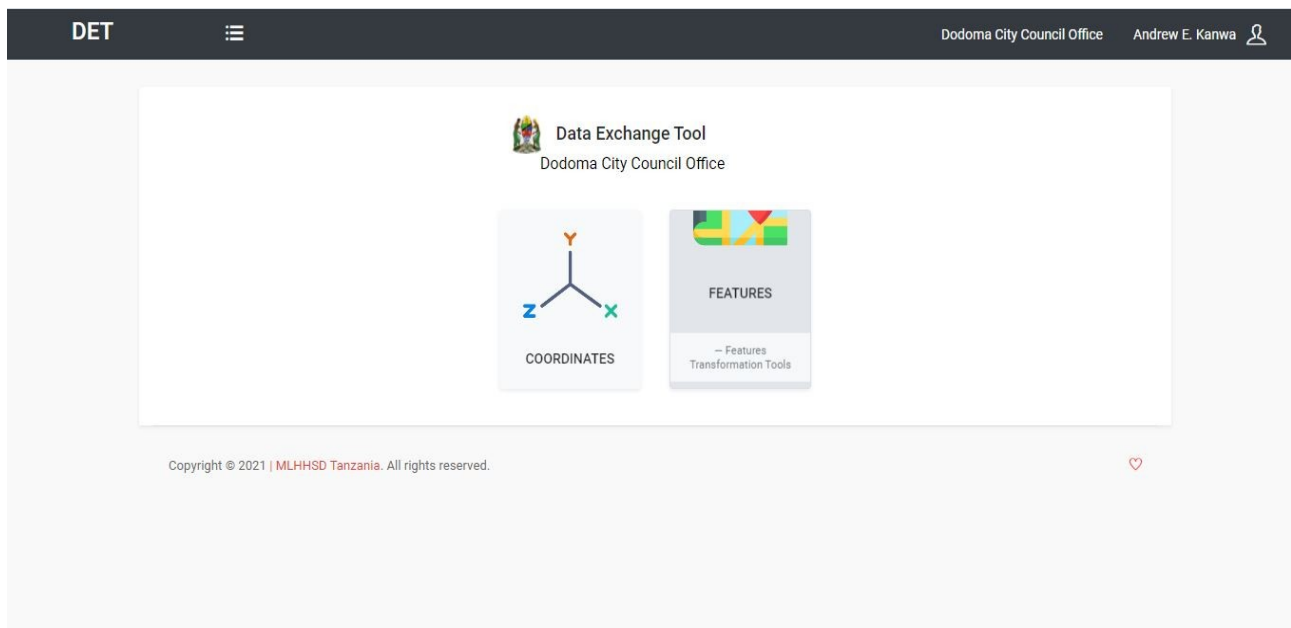 DET
Dodoma City Council Office
Andrew E. Kanwa
Data Exchange Tool
Dodoma City Council Office
Y
Z
X
COORDINATES
FEATURES
— Features
Transformation Tools
Copyright © 2021 | MLHHSD Tanzania. All rights reserved.